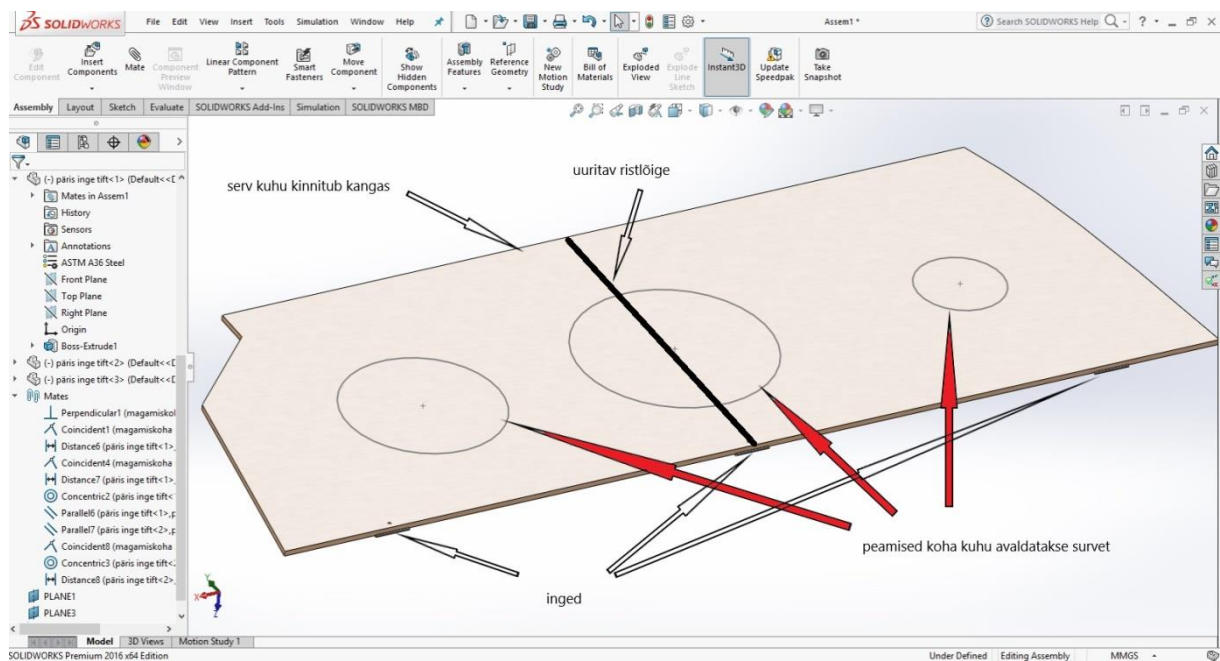 SOLIDWORKS File Edit View Insert Tools Simulation Window Help Assem1 * Search SOLIDWORKS Help
Edit Component
Insert Components
Mate
Component Preview Window
Linear Component Pattern
Smart Fasteners
Move Component
Show Hidden Components
Assembly Features
Reference Geometry
New Motion Study
Bill of Materials
Exploded View
Explode Line Sketch
Instant3D
Update Speedpak
Take Snapshot
Assembly Layout Sketch Evaluate SOLIDWORKS Add-Ins Simulation SOLIDWORKS MBD
(-) päris inge tift<1> (Default<<D
Mates in Assem1
History
Sensors
Annotations
ASTM A36 Steel
Front Plane
Top Plane
Right Plane
Origin
Boss-Extrude1
(-) päris inge tift<2> (Default<<D
(-) päris inge tift<3> (Default<<D
Mates
Perpendicular1 (magamiskol
Coincident1 (magamiskoha
Distance6 (päris inge tift<1>,
Coincident4 (magamiskoha
Distance7 (päris inge tift<1>,
Concentric2 (päris inge tift<
Parallel6 (päris inge tift<1>,p
Parallel7 (päris inge tift<2>,p
Coincident8 (magamiskoha
Concentric3 (päris inge tift<
Distance8 (päris inge tift<2>,
PLANE1
PLANE3
serv kuhu kinnitub kangas
uuritav ristlõige
peamised koha kuhu avaldatakse survet
inged
Y
X
Z
Model 3D Views Motion Study 1
SOLIDWORKS Premium 2016 x64 Edition Under Defined Editing Assembly MMGS